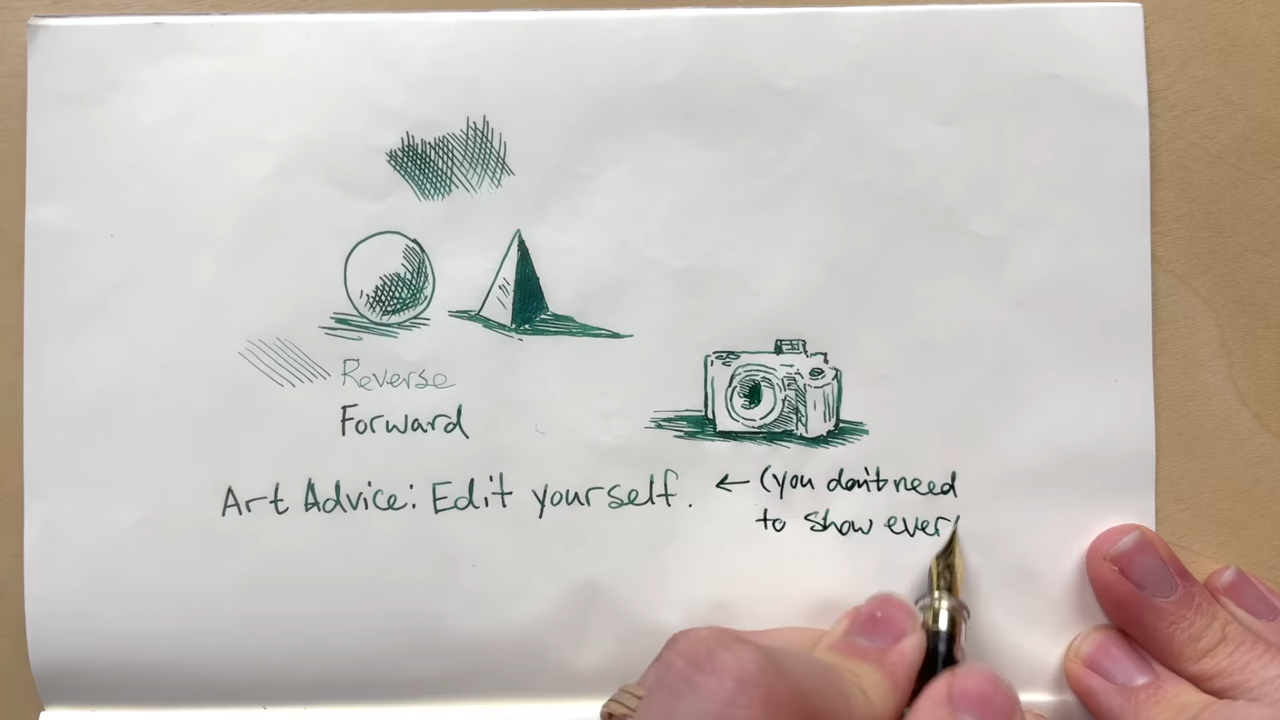 Reverse
Forward
Art Advice: Edit yourself.
← (you don't need
to show ever